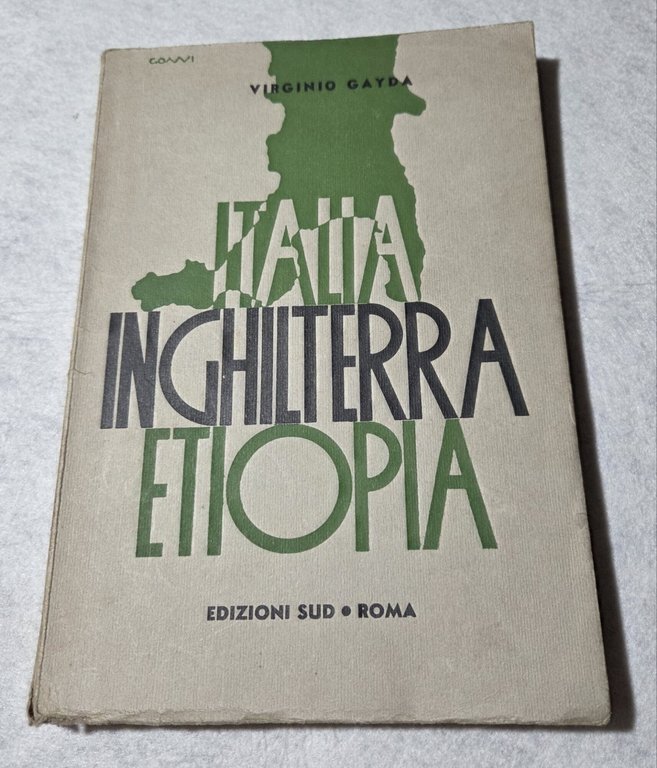 VIRGINIO GAYDA
ITALIA
INGHILTERRA
ETIOPIA
EDIZIONI SUD • ROMA